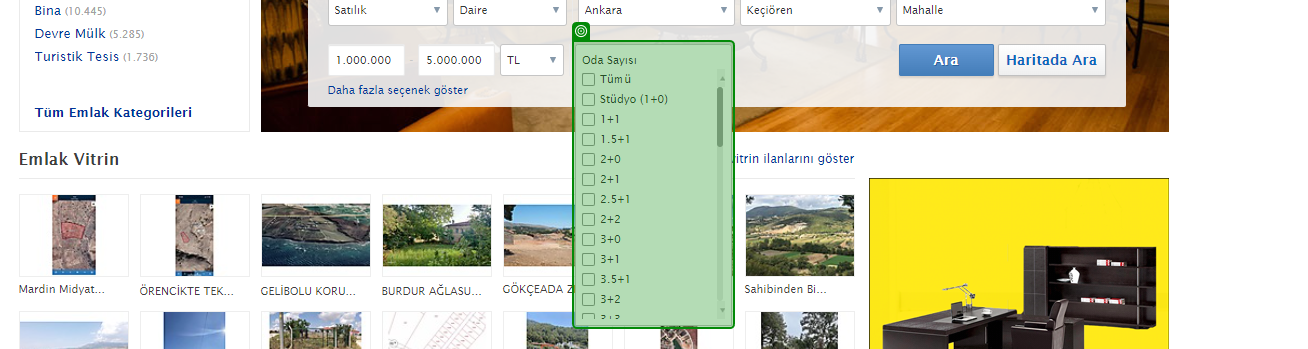 Bina (10.445)
Devre Mülk (5.285)
Turistik Tesis (1.736)
Tüm Emlak Kategorileri
Satılık
Daire
Ankara
Keçiören
Mahalle
1.000.000 - 5.000.000 TL
Ara
Haritada Ara
Daha fazla seçenek göster
Oda Sayısı
Tümü
Stüdyo (1+0)
1+1
1.5+1
2+0
2+1
2.5+1
2+2
3+0
3+1
3.5+1
3+2
3+3
Emlak Vitrin
vitrin ilanlarını göster
Mardin Midyat...
ÖRENCİKTE TEK...
GELİBOLU KORU...
BURDUR AĞLASU...
GÖKÇEADA
Sahibinden Bi...